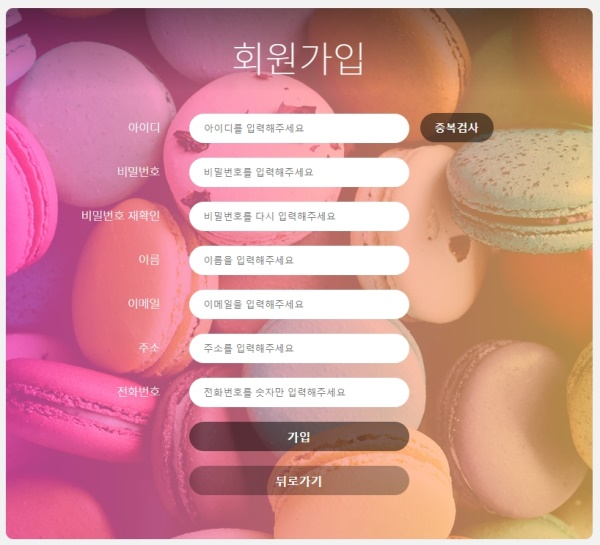 회원가입
아이디 아이디를 입력해주세요 중복검사
비밀번호 비밀번호를 입력해주세요
비밀번호 재확인 비밀번호를 다시 입력해주세요
이름 이름을 입력해주세요
이메일 이메일을 입력해주세요
주소 주소를 입력해주세요
전화번호 전화번호를 숫자만 입력해주세요
가입
뒤로가기